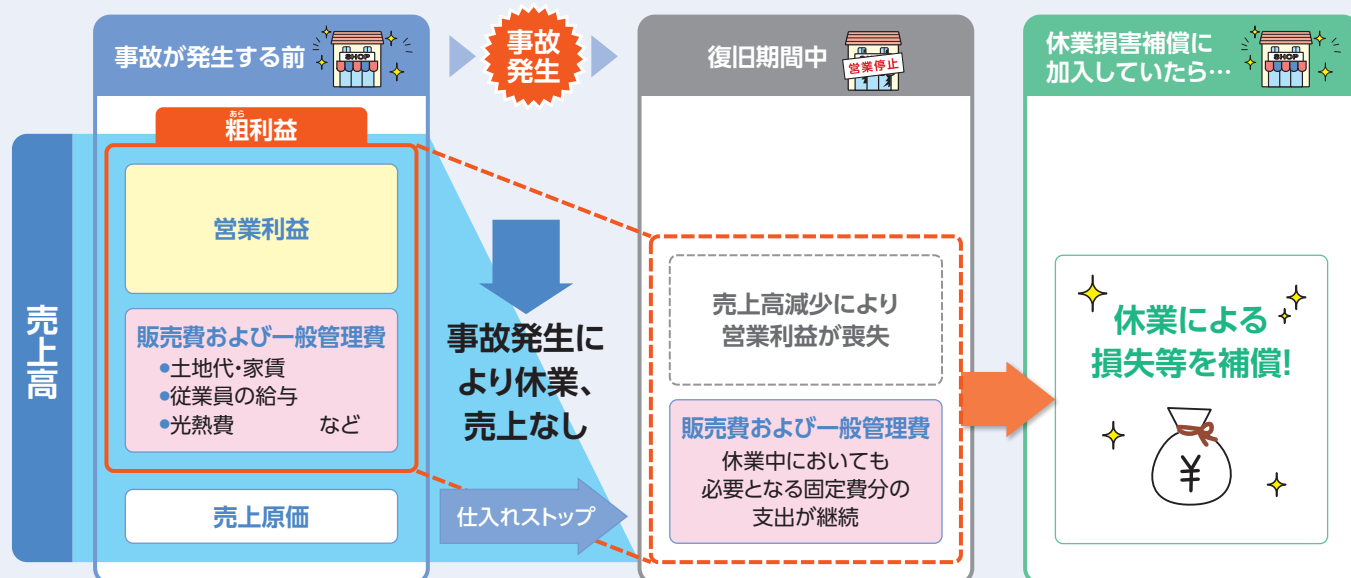 事故が発生する前
SHOP
事故
発生
復旧期間中
営業停止
休業損害補償に
加入していたら…
SHOP
売上高
あら
粗利益
営業利益
販売費および一般管理費
●土地代・家賃
●従業員の給与
●光熱費 など
売上原価
事故発生に
より休業、
売上なし
仕入れストップ
売上高減少により
営業利益が喪失
販売費および一般管理費
休業中においても
必要となる固定費分の
支出が継続
休業による
損失等を補償!
¥